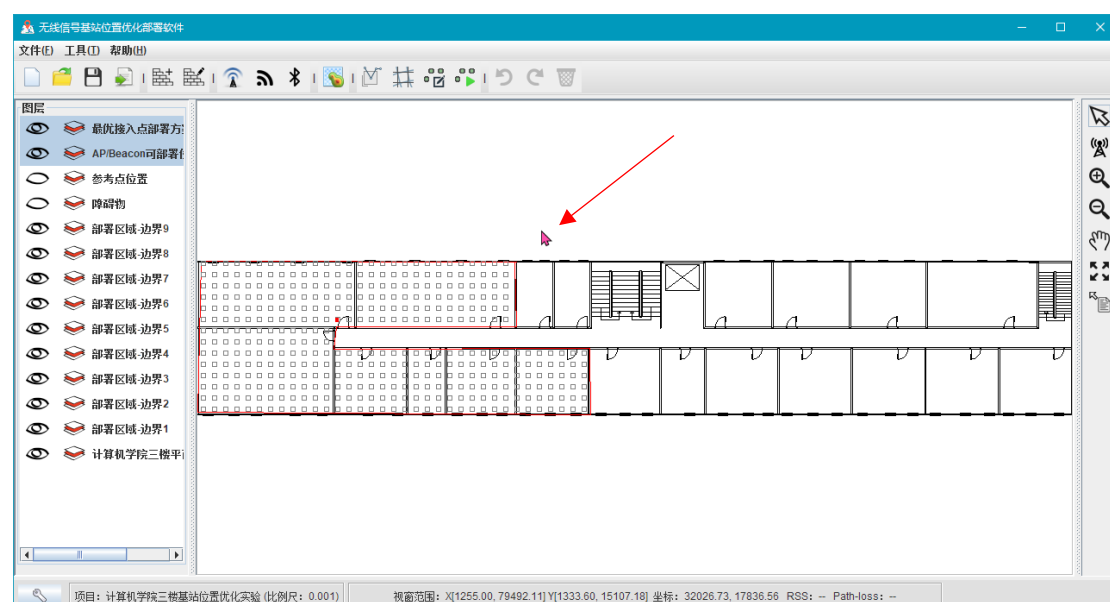 无线信号基站位置优化部署软件
文件(F) 工具(T) 帮助(H)
图层
最优接入点部署方
AP/Beacon可部署
参考点位置
障碍物
部署区域-边界9
部署区域-边界8
部署区域-边界7
部署区域-边界6
部署区域-边界5
部署区域-边界4
部署区域-边界3
部署区域-边界2
部署区域-边界1
计算机学院三楼平
项目：计算机学院三楼基站位置优化实验 (比例尺：0.001) 视窗范围：X[1255.00, 79492.11] Y[1333.60, 15107.18] 坐标：32026.73, 17836.56 RSS：-- Path-loss：--